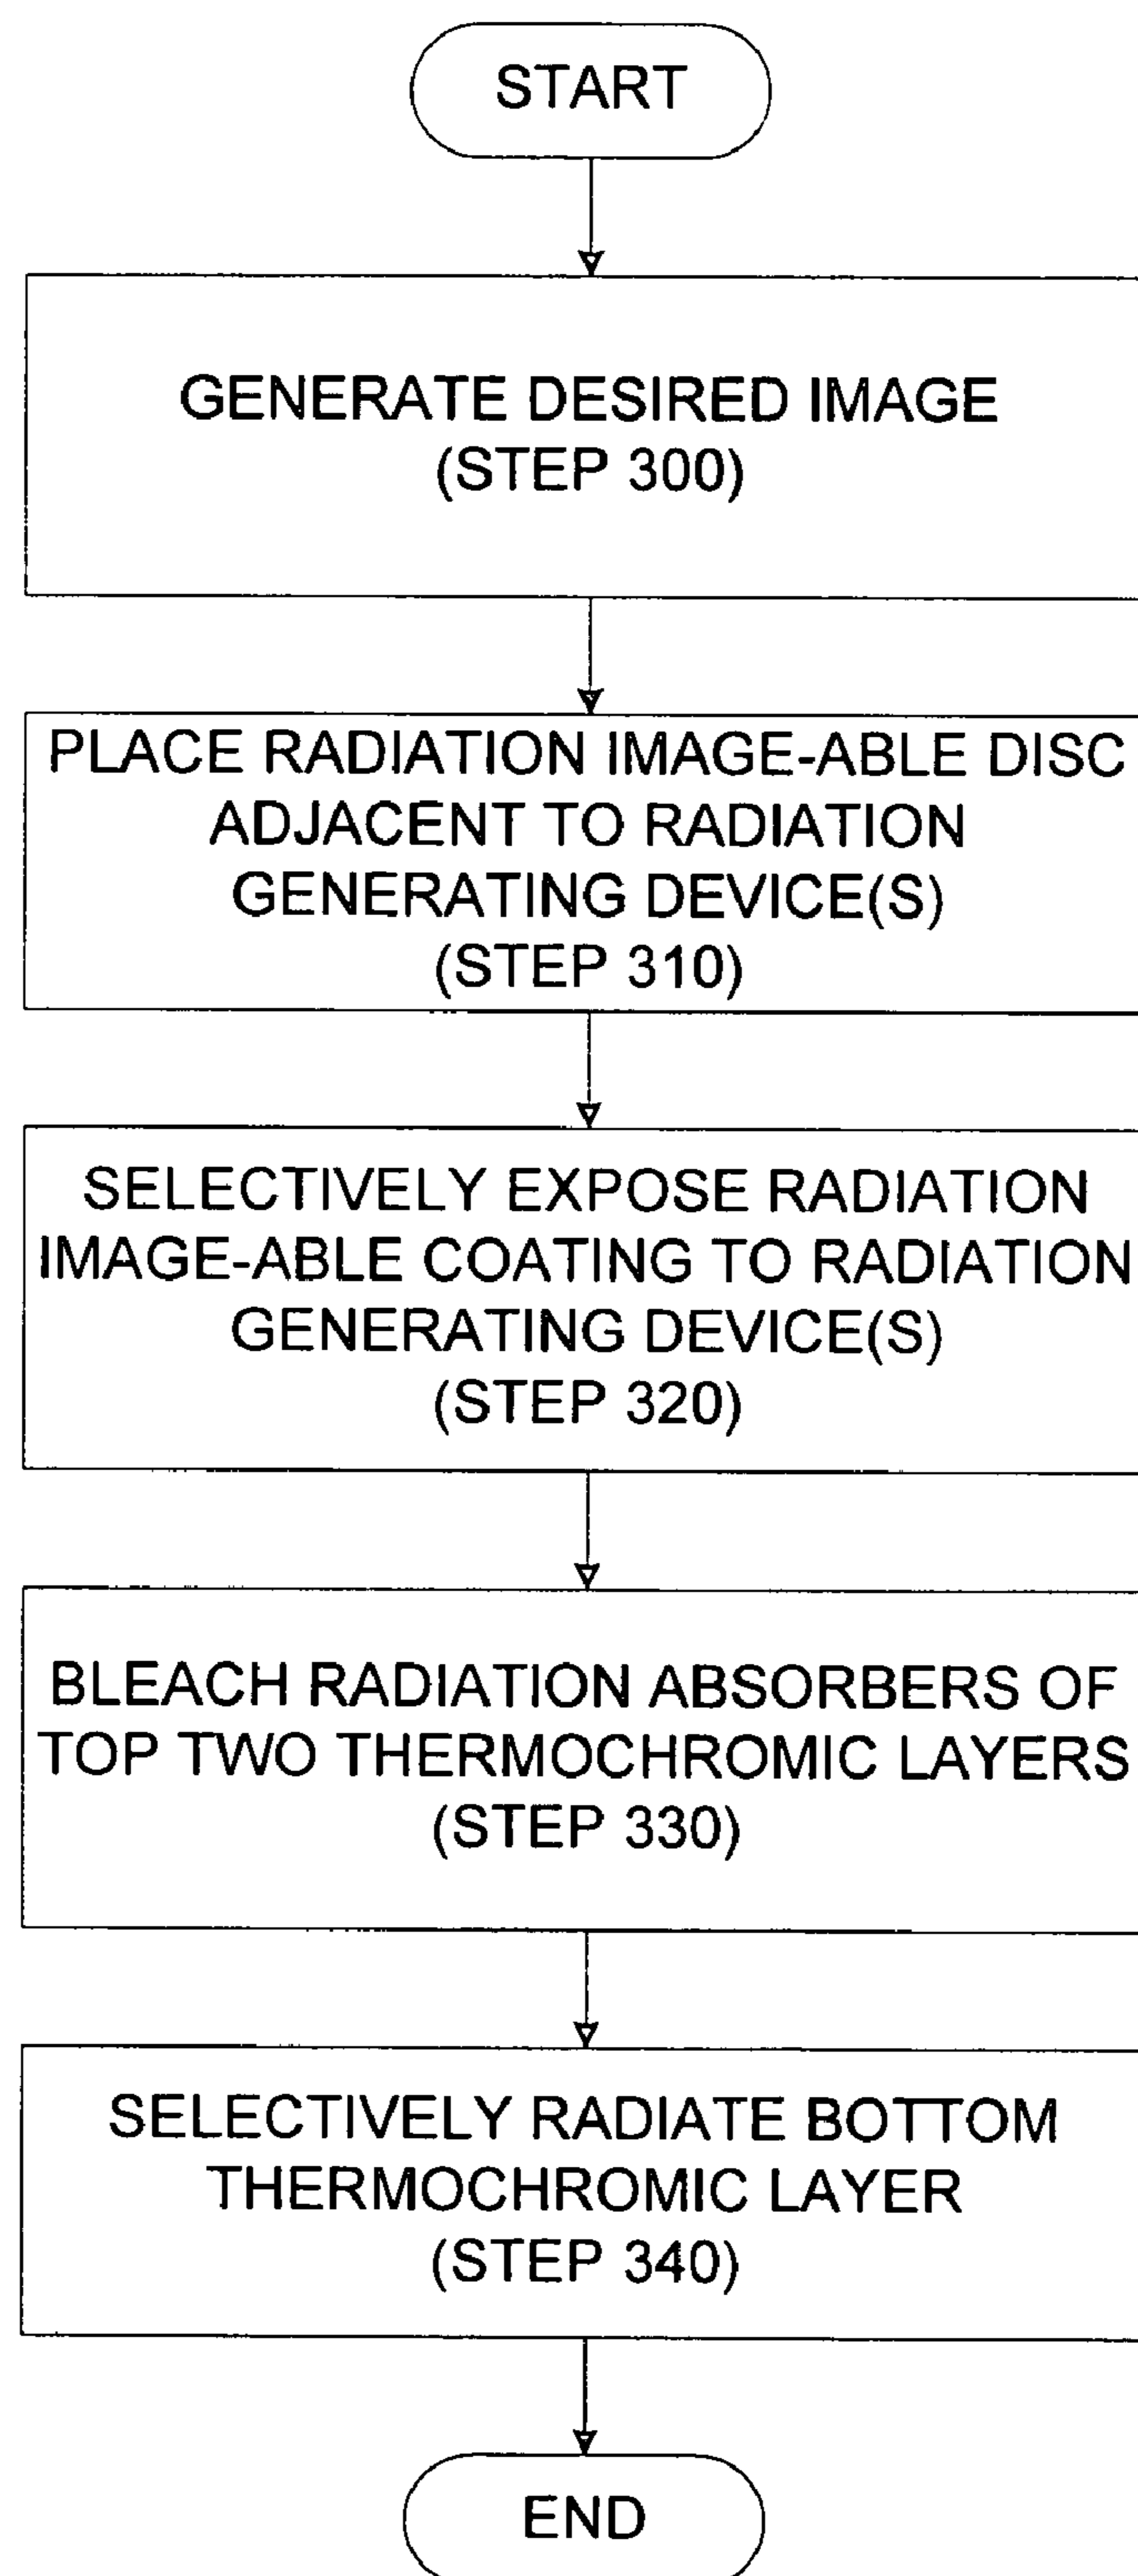 START
GENERATE DESIRED IMAGE
(STEP 300)
PLACE RADIATION IMAGE-ABLE DISC
ADJACENT TO RADIATION
GENERATING DEVICE(S)
(STEP 310)
SELECTIVELY EXPOSE RADIATION
IMAGE-ABLE COATING TO RADIATION
GENERATING DEVICE(S)
(STEP 320)
BLEACH RADIATION ABSORBERS OF
TOP TWO THERMOCHROMIC LAYERS
(STEP 330)
SELECTIVELY RADIATE BOTTOM
THERMOCHROMIC LAYER
(STEP 340)
END